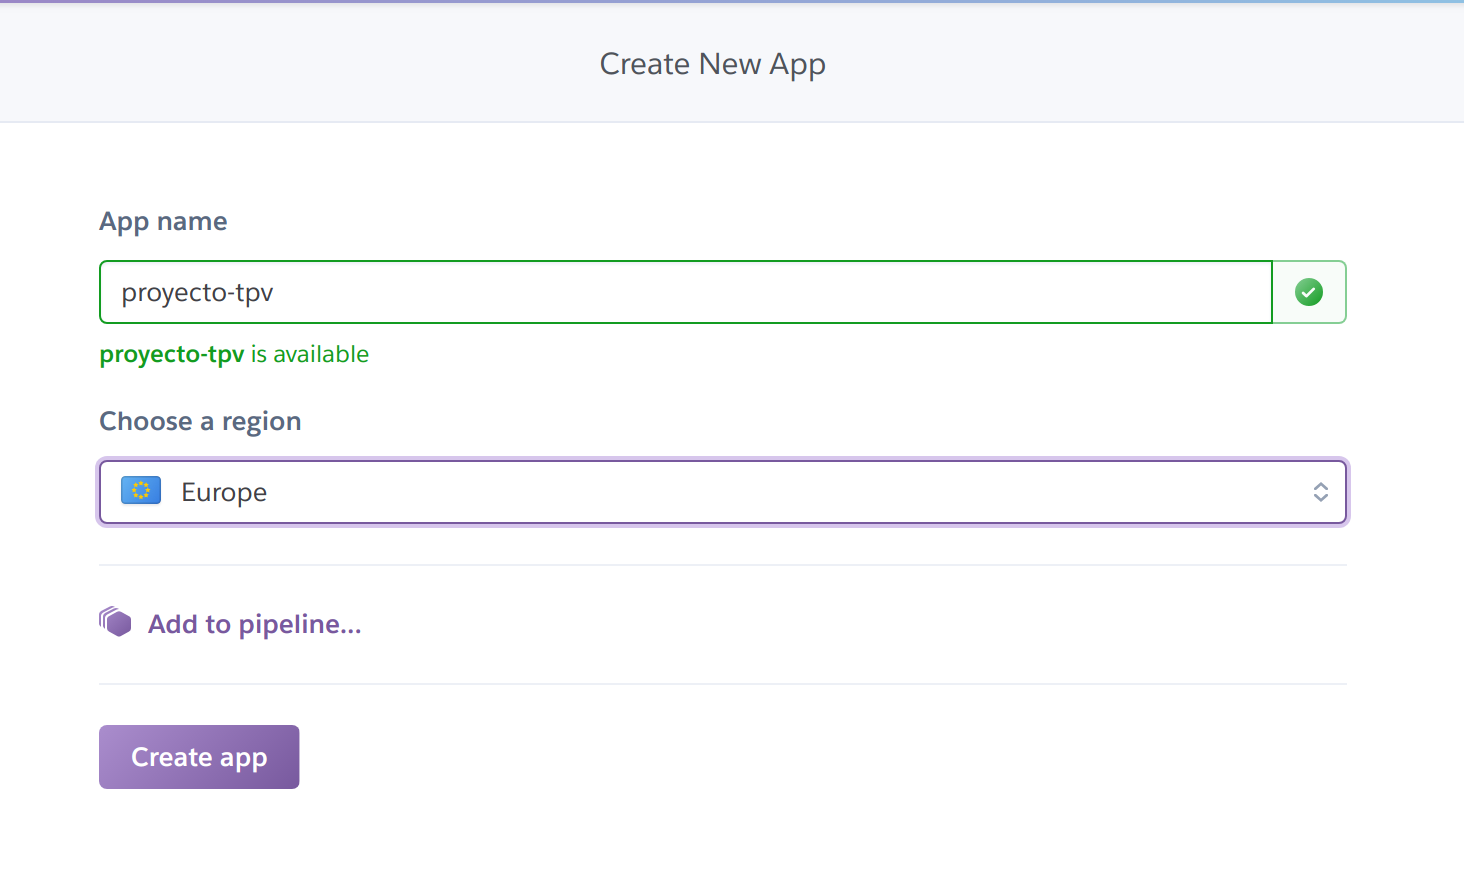 Create New App
App name
proyecto-tpv
proyecto-tpv is available
Choose a region
Europe
Add to pipeline...
Create app